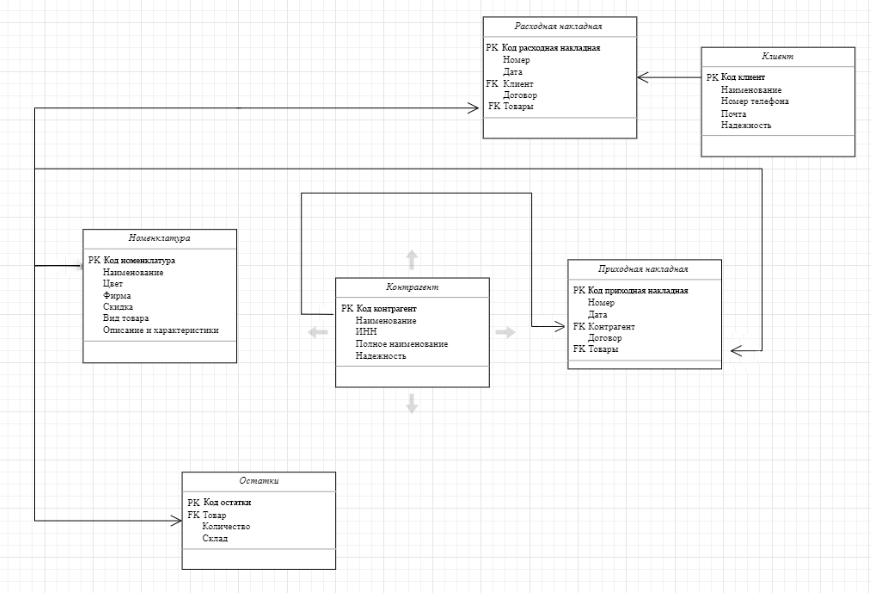 Расходная накладная
PK Код расходная накладная
Номер
Дата
FK Клиент
Договор
FK Товары
Клиент
PK Код клиент
Наименование
Номер телефона
Почта
Надежность
Номенклатура
PK Код номенклатура
Наименование
Цвет
Фирма
Скидка
Вид товара
Описание и характеристики
Контрагент
PK Код контрагент
Наименование
ИНН
Полное наименование
Надежность
Приходная накладная
PK Код приходная накладная
Номер
Дата
FK Контрагент
Договор
FK Товары
Остатки
PK Код остатки
FK Товар
Количество
Склад